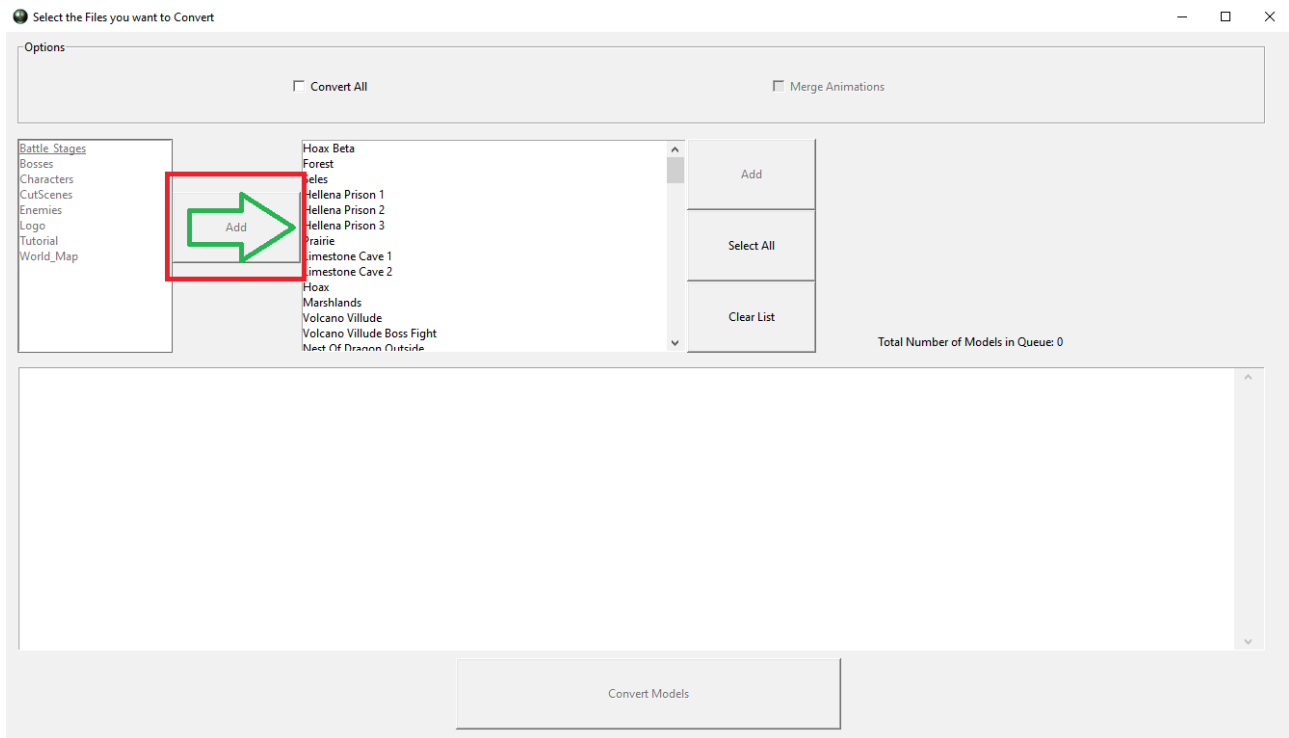 Select the Files you want to Convert
Options
Convert All
Merge Animations
Battle Stages
Bosses
Characters
CutScenes
Enemies
Logo
Tutorial
World_Map
Add
Hoax Beta
Forest
Seles
Hellena Prison 1
Hellena Prison 2
Hellena Prison 3
Prairie
Limestone Cave 1
Limestone Cave 2
Hoax
Marshlands
Volcano Villude
Volcano Villude Boss Fight
Nest Of Dragon Outside
Add
Select All
Clear List
Total Number of Models in Queue: 0
Convert Models